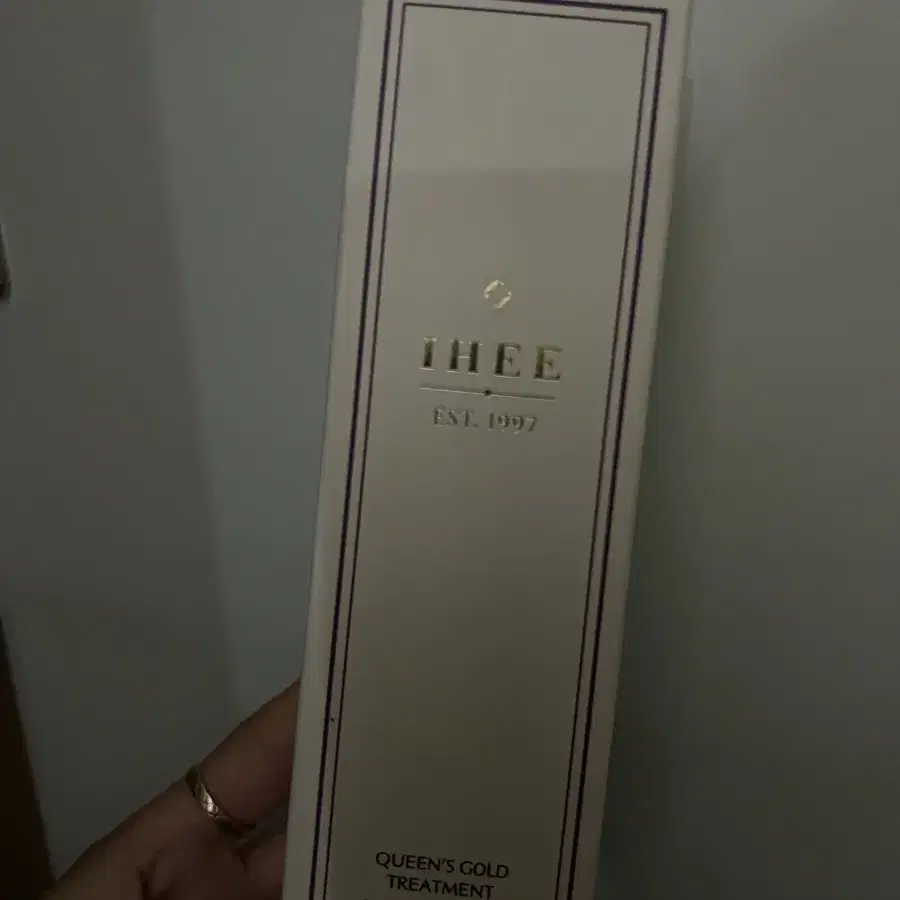 IHEE
EST. 1997
QUEEN'S GOLD
TREATMENT